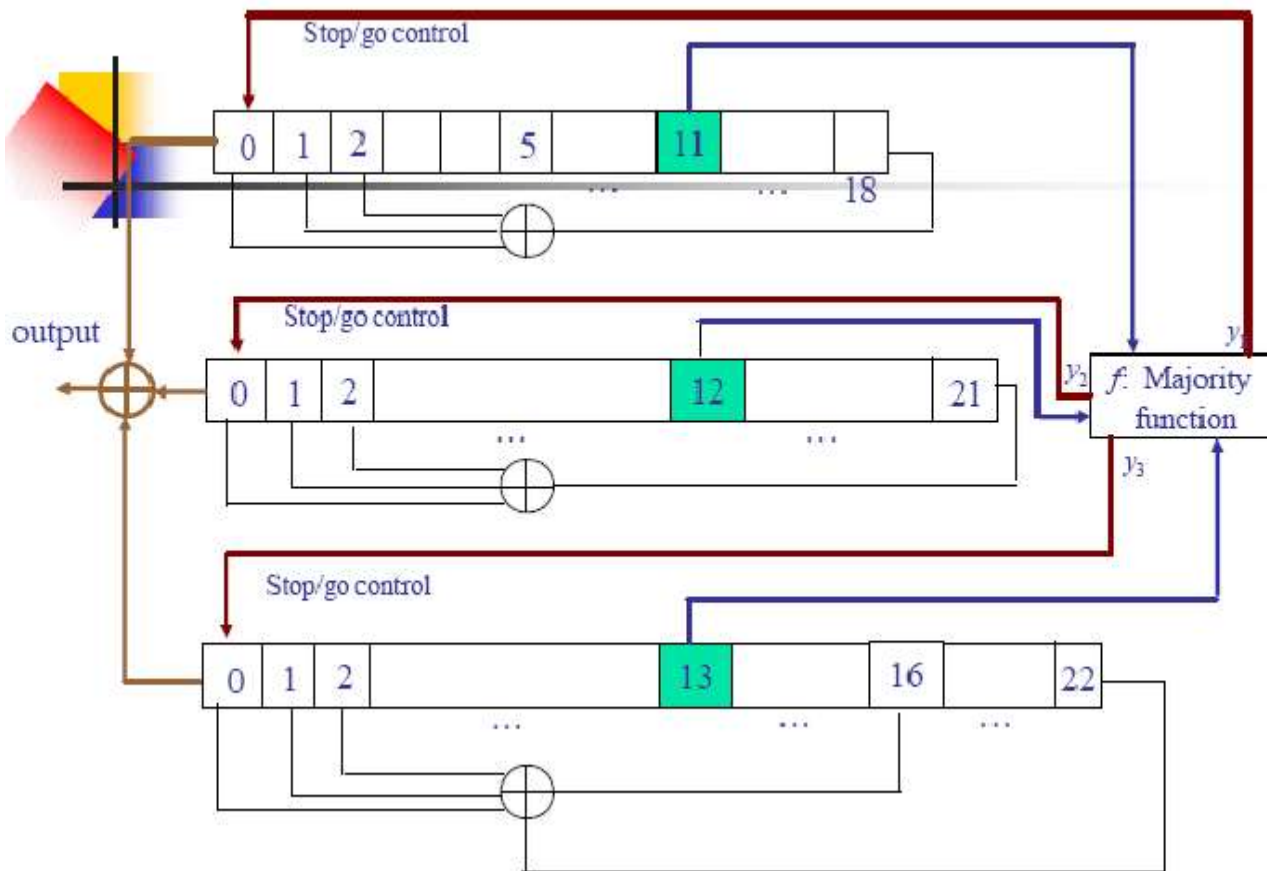 Stop/go control
0 1 2 5 11
... ... 18
y1
Stop/go control
output
0 1 2 12 21
y2
f: Majority
function
... ...
y3
Stop/go control
0 1 2 13 16 22
... ... ...